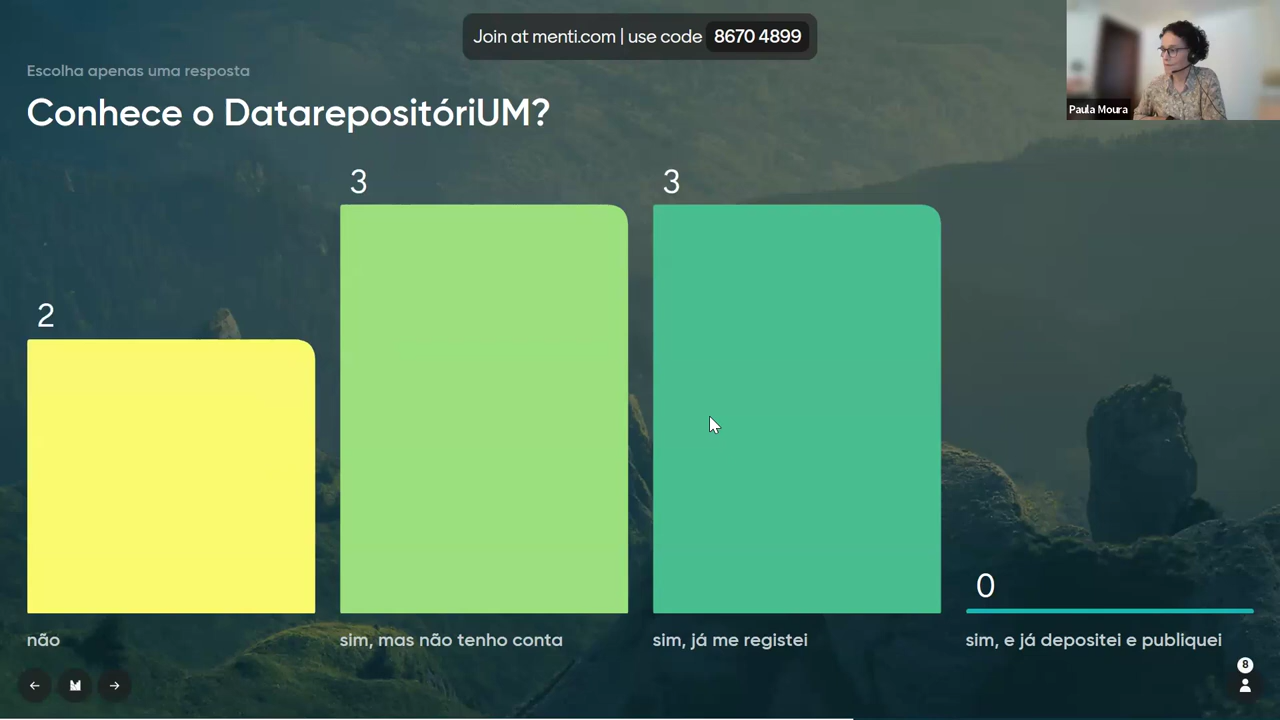 Join at menti.com | use code 8670 4899
Escolha apenas uma resposta
Conhece o DatarepositóriUM?
Paula Moura
2
3
3
0
não
sim, mas não tenho conta
sim, já me registei
sim, e já depositei e publiquei
8